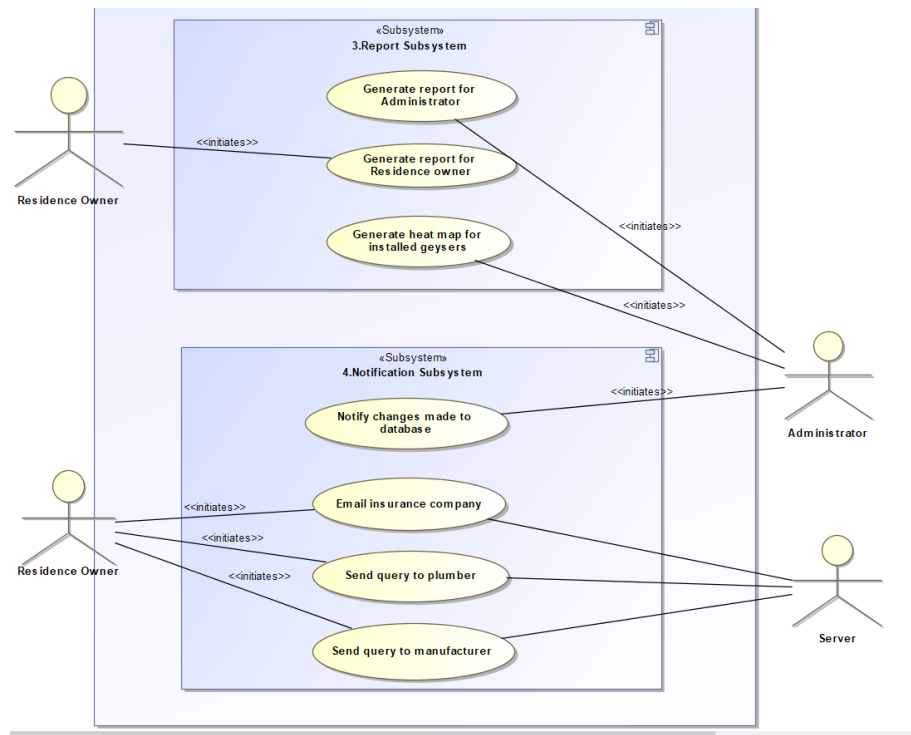 «Subsystem»
3.Report Subsystem
Generate report for
Administrator
<<initiates>>
Generate report for
Residence owner
Residence Owner
Generate heat map for
installed geysers
<<initiates>>
<<initiates>>
«Subsystem»
4.Notification Subsystem
<<initiates>>
Notify changes made to
database
Administrator
Email insurance company
<<initiates>>
<<initiates>>
Residence Owner
<<initiates>>
Send query to plumber
Server
Send query to manufacturer